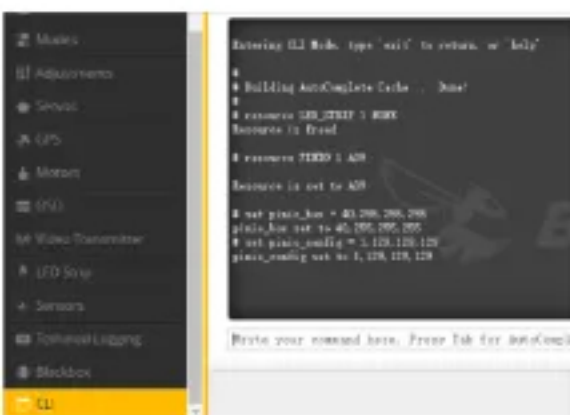 Modes
Adjustments
Servos
GPS
Motors
OSD
Video Transmitter
LED Strip
Sensors
Tethered Logging
Blackbox
CLI
Entering CLI Mode, type 'exit' to return, or 'help'
#
# Building AutoComplete Cache ... Done!
#
# resource LED_STRIP 1 NONE
Resource is freed
# resource PINIO 1 A09
Resource is set to A09
# set pinio_box = 40,255,255,255
pinio_box set to 40,255,255,255
# set pinio_config = 1,129,129,129
pinio_config set to 1,129,129,129
B
Write your command here. Press Tab for AutoCompl